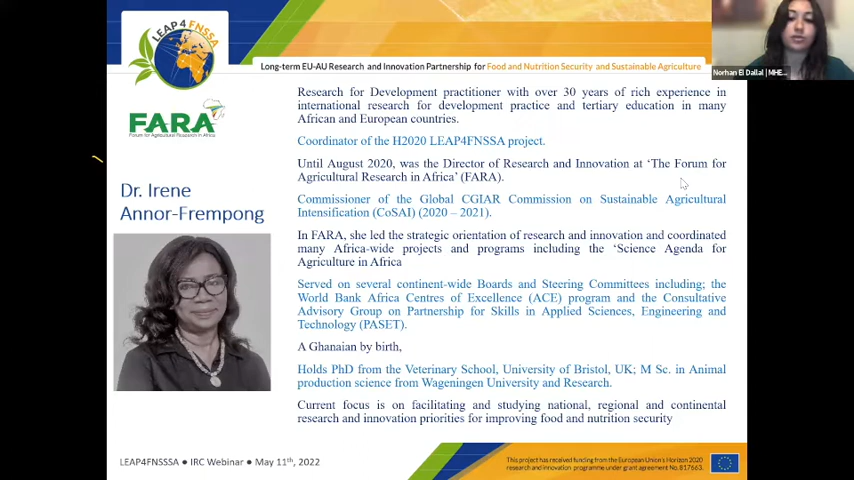 LEAP 4 FNSSA
Long-term EU-AU Research and Innovation Partnership for Food and Nutrition Security and Sustainable Agriculture
Norhan El Dallal | MHE...
FARA
Forum for Agricultural Research in Africa
Dr. Irene
Annor-Frempong
Research for Development practitioner with over 30 years of rich experience in
international research for development practice and tertiary education in many
African and European countries.
Coordinator of the H2020 LEAP4FNSSA project.
Until August 2020, was the Director of Research and Innovation at ‘The Forum for
Agricultural Research in Africa’ (FARA).
Commissioner of the Global CGIAR Commission on Sustainable Agricultural
Intensification (CoSAI) (2020 – 2021).
In FARA, she led the strategic orientation of research and innovation and coordinated
many Africa-wide projects and programs including the ‘Science Agenda for
Agriculture in Africa
Served on several continent-wide Boards and Steering Committees including; the
World Bank Africa Centres of Excellence (ACE) program and the Consultative
Advisory Group on Partnership for Skills in Applied Sciences, Engineering and
Technology (PASET).
A Ghanaian by birth,
Holds PhD from the Veterinary School, University of Bristol, UK; M Sc. in Animal
production science from Wageningen University and Research.
Current focus is on facilitating and studying national, regional and continental
research and innovation priorities for improving food and nutrition security
LEAP4FNSSSA ● IRC Webinar ● May 11th, 2022
This project has received funding from the European Union's Horizon 2020
research and innovation programme under grant agreement No. 817663.